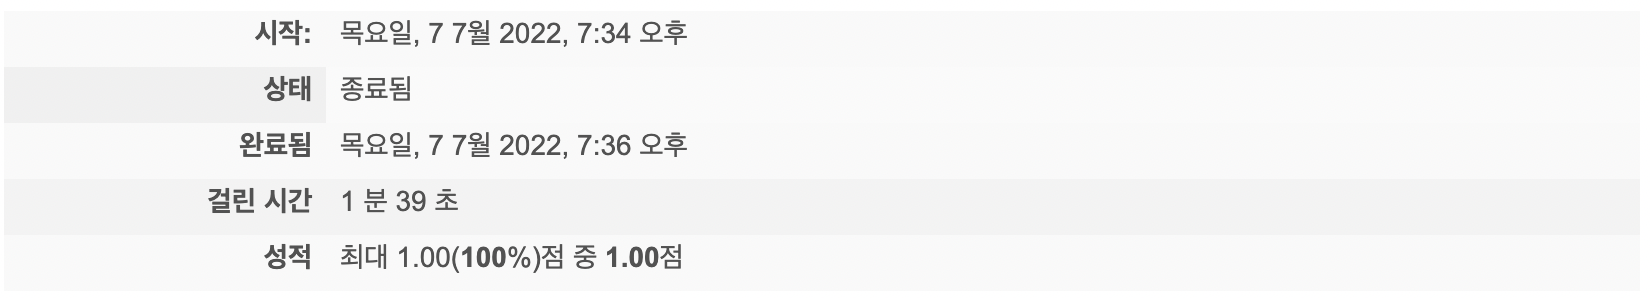 시작: 목요일, 7 7월 2022, 7:34 오후
상태 종료됨
완료됨 목요일, 7 7월 2022, 7:36 오후
걸린 시간 1 분 39 초
성적 최대 1.00(100%)점 중 1.00점